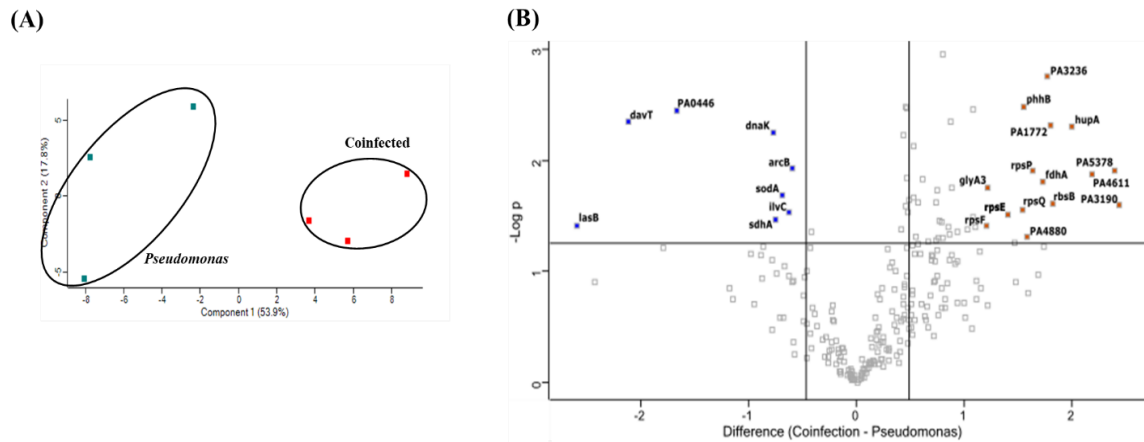 (A)
5
0
-5
Component 2 (17.8%)
Pseudomonas
Coinfected
-8
-6
-4
-2
0
2
4
6
8
Component 1 (53.9%)
(B)
3
2
1
0
-Log p
davT
PA0446
dnaK
arcB
sodA
ilvC
sdhA
lasB
PA3236
phhB
PA1772
hupA
rpsP
PA5378
fdhA
PA4611
glyA3
rbsB
PA3190
rpsE
rpsQ
rpsF
PA4880
-2
-1
0
1
2
Difference (Coinfection - Pseudomonas)